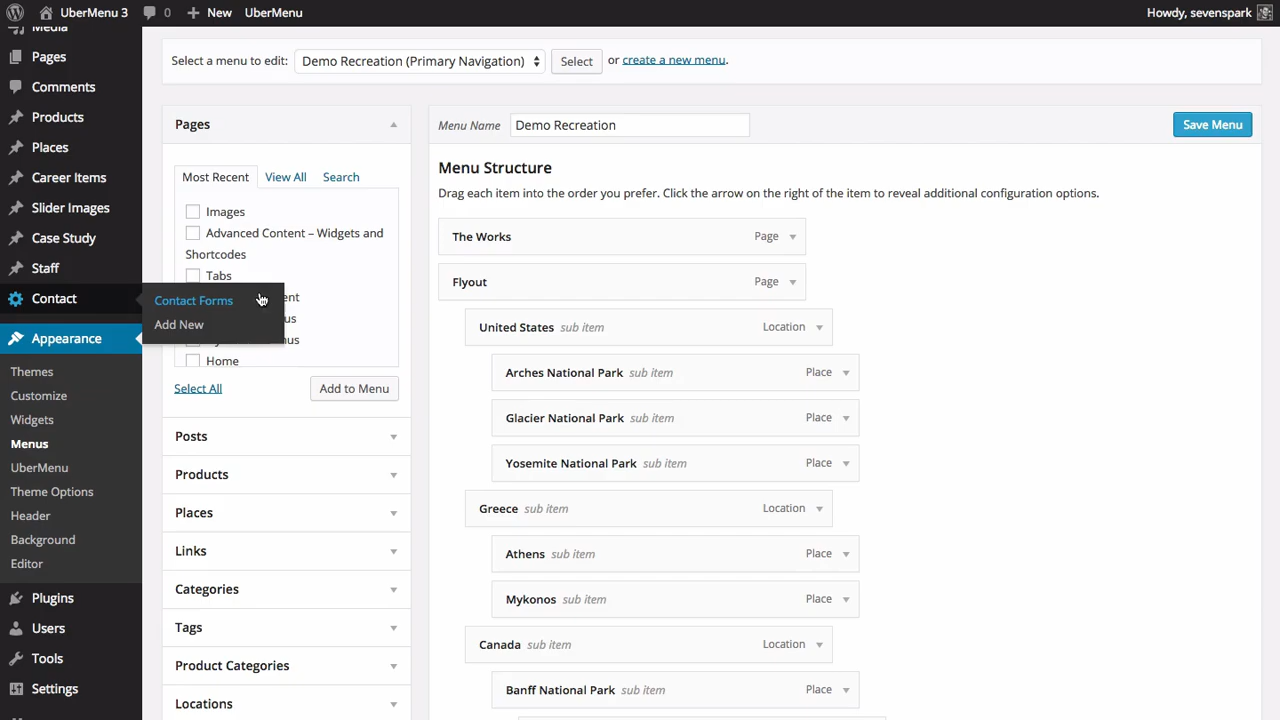 UberMenu 3
0
New
UberMenu
Howdy, sevenspark
Media
Pages
Comments
Products
Places
Career Items
Slider Images
Case Study
Staff
Contact
Contact Forms
Add New
Appearance
Themes
Customize
Widgets
Menus
UberMenu
Theme Options
Header
Background
Editor
Plugins
Users
Tools
Settings
Select a menu to edit:
Demo Recreation (Primary Navigation)
Select
or create a new menu.
Pages
Most Recent
View All
Search
Images
Advanced Content – Widgets and
Shortcodes
Tabs
Home
Select All
Add to Menu
Posts
Products
Places
Links
Categories
Tags
Product Categories
Locations
Menu Name
Demo Recreation
Save Menu
Menu Structure
Drag each item into the order you prefer. Click the arrow on the right of the item to reveal additional configuration options.
The Works Page
Flyout Page
United States sub item Location
Arches National Park sub item Place
Glacier National Park sub item Place
Yosemite National Park sub item Place
Greece sub item Location
Athens sub item Place
Mykonos sub item Place
Canada sub item Location
Banff National Park sub item Place